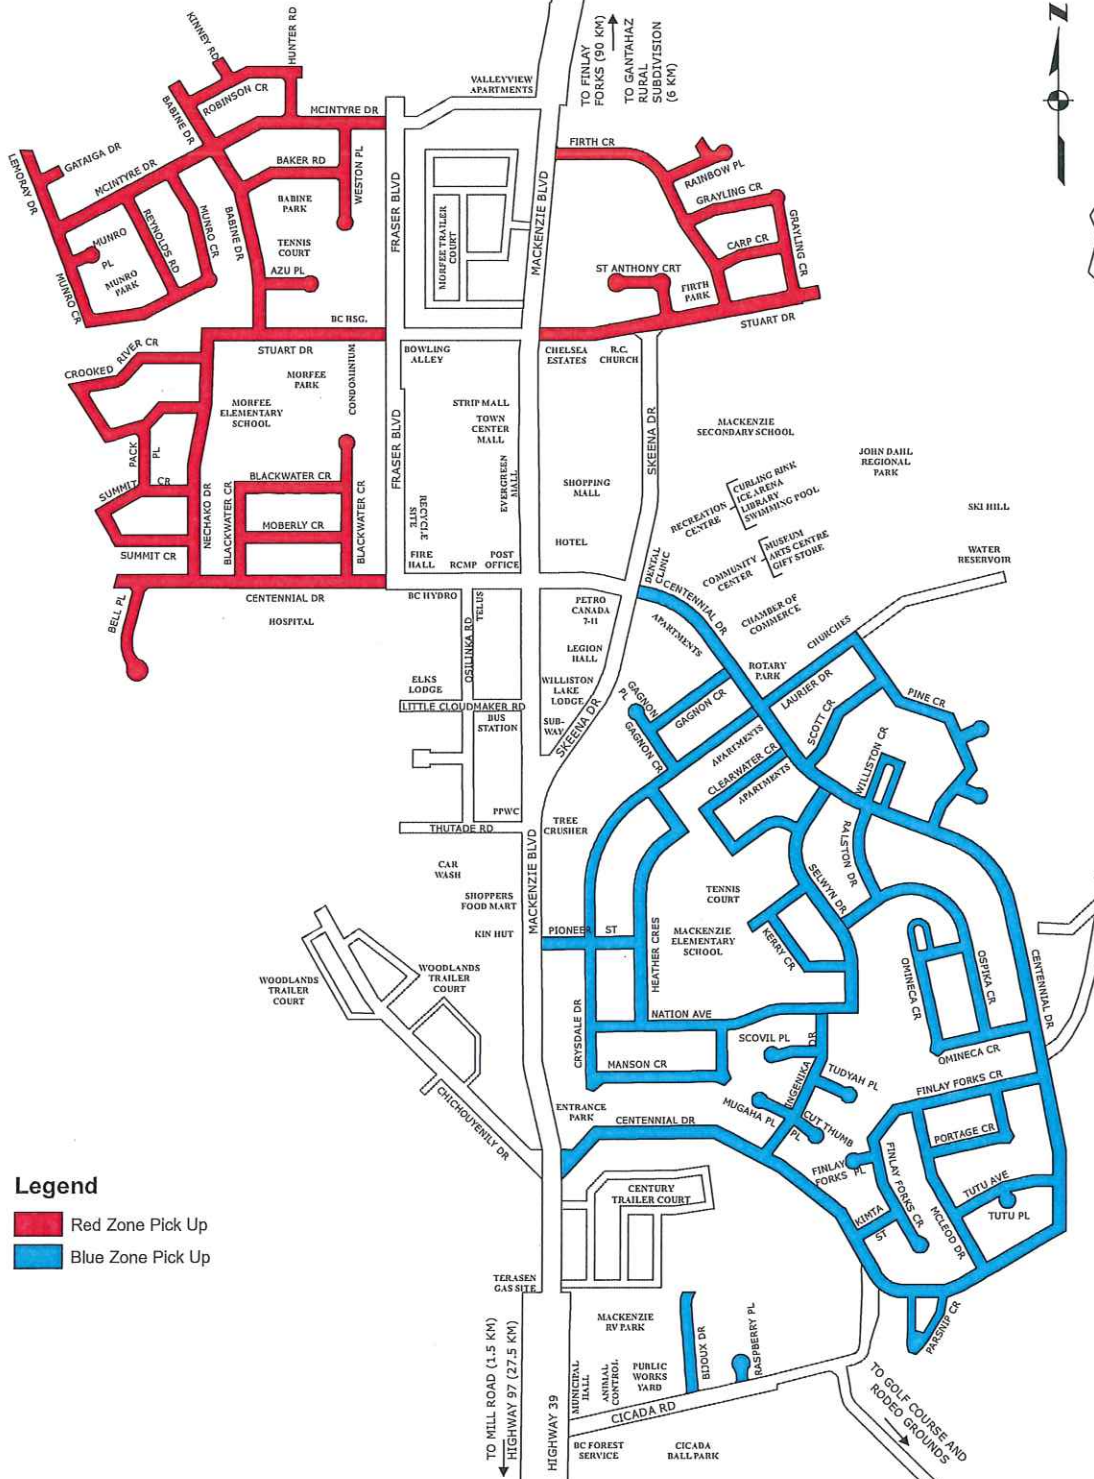 KINNEY RD
HUNTER RD
ROBINSON CR
BABINE DR
MCINTYRE DR
VALLEYVIEW
APARTMENTS
TO FINLAY
FORKS (90 KM)
TO GANTAHAZ
RURAL
SUBDIVISION
(6 KM)
N
LEMORAY DR
GATAIGA DR
MCINTYRE DR
BAKER RD
WESTON PL
BABINE
PARK
FRASER BLVD
MORFEE TRAILER
COURT
MACKENZIE BLVD
FIRTH CR
RAINBOW PL
GRAYLING CR
GRAYLING CR
CARP CR
MUNRO
PL
REYNOLDS RD
MUNRO CR
BABINE DR
TENNIS
COURT
AZU PL
MUNRO
PARK
MUNRO CR
ST ANTHONY CRT
FIRTH
PARK
STUART DR
BC HSG.
STUART DR
CROOKED
RIVER CR
MORFEE
PARK
CONDOMINIUM
BOWLING
ALLEY
CHELSEA
ESTATES
R.C.
CHURCH
MORFEE
ELEMENTARY
SCHOOL
FRASER BLVD
STRIP MALL
TOWN
CENTER
MALL
EVERGREEN
MALL
SKEENA DR
MACKENZIE
SECONDARY SCHOOL
JOHN DAHL
REGIONAL
PARK
PACK
PL
SUMMIT
CR
NECHAKO DR
BLACKWATER CR
BLACKWATER CR
MOBERLY CR
BLACKWATER CR
SUMMIT CR
RECYCLE
SITE
SHOPPING
MALL
HOTEL
RECREATION
CENTRE
CURLING RINK
ICE ARENA
LIBRARY
SWIMMING POOL
COMMUNITY
CENTER
MUSEUM
ARTS CENTRE
GIFT STORE
SKI HILL
WATER
RESERVOIR
FIRE
HALL
RCMP
POST
OFFICE
DENTAL
CLINIC
BELL PL
CENTENNIAL DR
HOSPITAL
BC HYDRO
TELUS
OSILINKA RD
PETRO
CANADA
7-11
CENTENNIAL DR
APARTMENTS
CHAMBER OF
COMMERCE
CHURCHES
LEGION
HALL
ELKS
LODGE
LITTLE CLOUDMAKER RD
BUS
STATION
WILLISTON
LAKE
LODGE
SUB-
WAY
SKEENA DR
GAGNON
PL
GAGNON CR
GAGNON CR
ROTARY
PARK
LAURIER DR
SCOTT CR
PINE CR
APARTMENTS
CLEARWATER CR
APARTMENTS
WILLISTON CR
PPWC
THUTADE RD
TREE
CRUSHER
MACKENZIE BLVD
RALSTON DR
SELWYN DR
CAR
WASH
SHOPPERS
FOOD MART
KIN HUT
TENNIS
COURT
PIONEER ST
HEATHER CRES
MACKENZIE
ELEMENTARY
SCHOOL
KERRY CR
OMINECA CR
OSPIKA CR
CENTENNIAL DR
OMINECA CR
WOODLANDS
TRAILER
COURT
WOODLANDS
TRAILER
COURT
CRYSDALE DR
NATION AVE
MANSON CR
SCOVIL PL
INGENIKA
DR
TUDYAH PL
MUGAHA PL
CUT THUMB
PL
FINLAY FORKS CR
PORTAGE CR
CHICHOUYENILY DR
ENTRANCE
PARK
CENTENNIAL DR
FINLAY
FORKS PL
FINLAY FORKS CR
MCLEOD DR
TUTU AVE
TUTU PL
KIMTA
ST
Legend
Red Zone Pick Up
Blue Zone Pick Up
CENTURY
TRAILER COURT
TERASEN
GAS SITE
PARSNIP CR
MACKENZIE
RV PARK
BIJOUX DR
RASPBERRY PL
TO MILL ROAD (1.5 KM)
HIGHWAY 97 (27.5 KM)
HIGHWAY 39
MUNICIPAL
HALL
ANIMAL
CONTROL
PUBLIC
WORKS
YARD
CICADA RD
TO GOLF COURSE AND
RODEO GROUNDS
BC FOREST
SERVICE
CICADA
BALL PARK